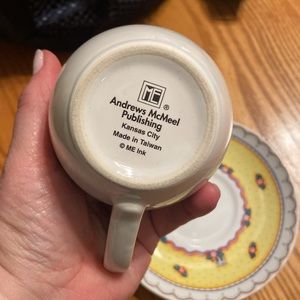 ME ®
Andrews McMeel
Publishing
Kansas City
Made in Taiwan
© ME Ink